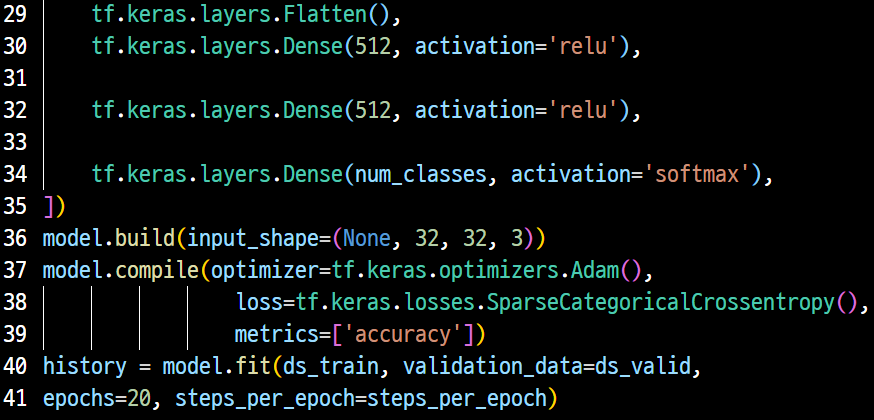 29 tf.keras.layers.Flatten(),
30 tf.keras.layers.Dense(512, activation='relu'),
31
32 tf.keras.layers.Dense(512, activation='relu'),
33
34 tf.keras.layers.Dense(num_classes, activation='softmax'),
35 ])
36 model.build(input_shape=(None, 32, 32, 3))
37 model.compile(optimizer=tf.keras.optimizers.Adam(),
38 loss=tf.keras.losses.SparseCategoricalCrossentropy(),
39 metrics=['accuracy'])
40 history = model.fit(ds_train, validation_data=ds_valid,
41 epochs=20, steps_per_epoch=steps_per_epoch)